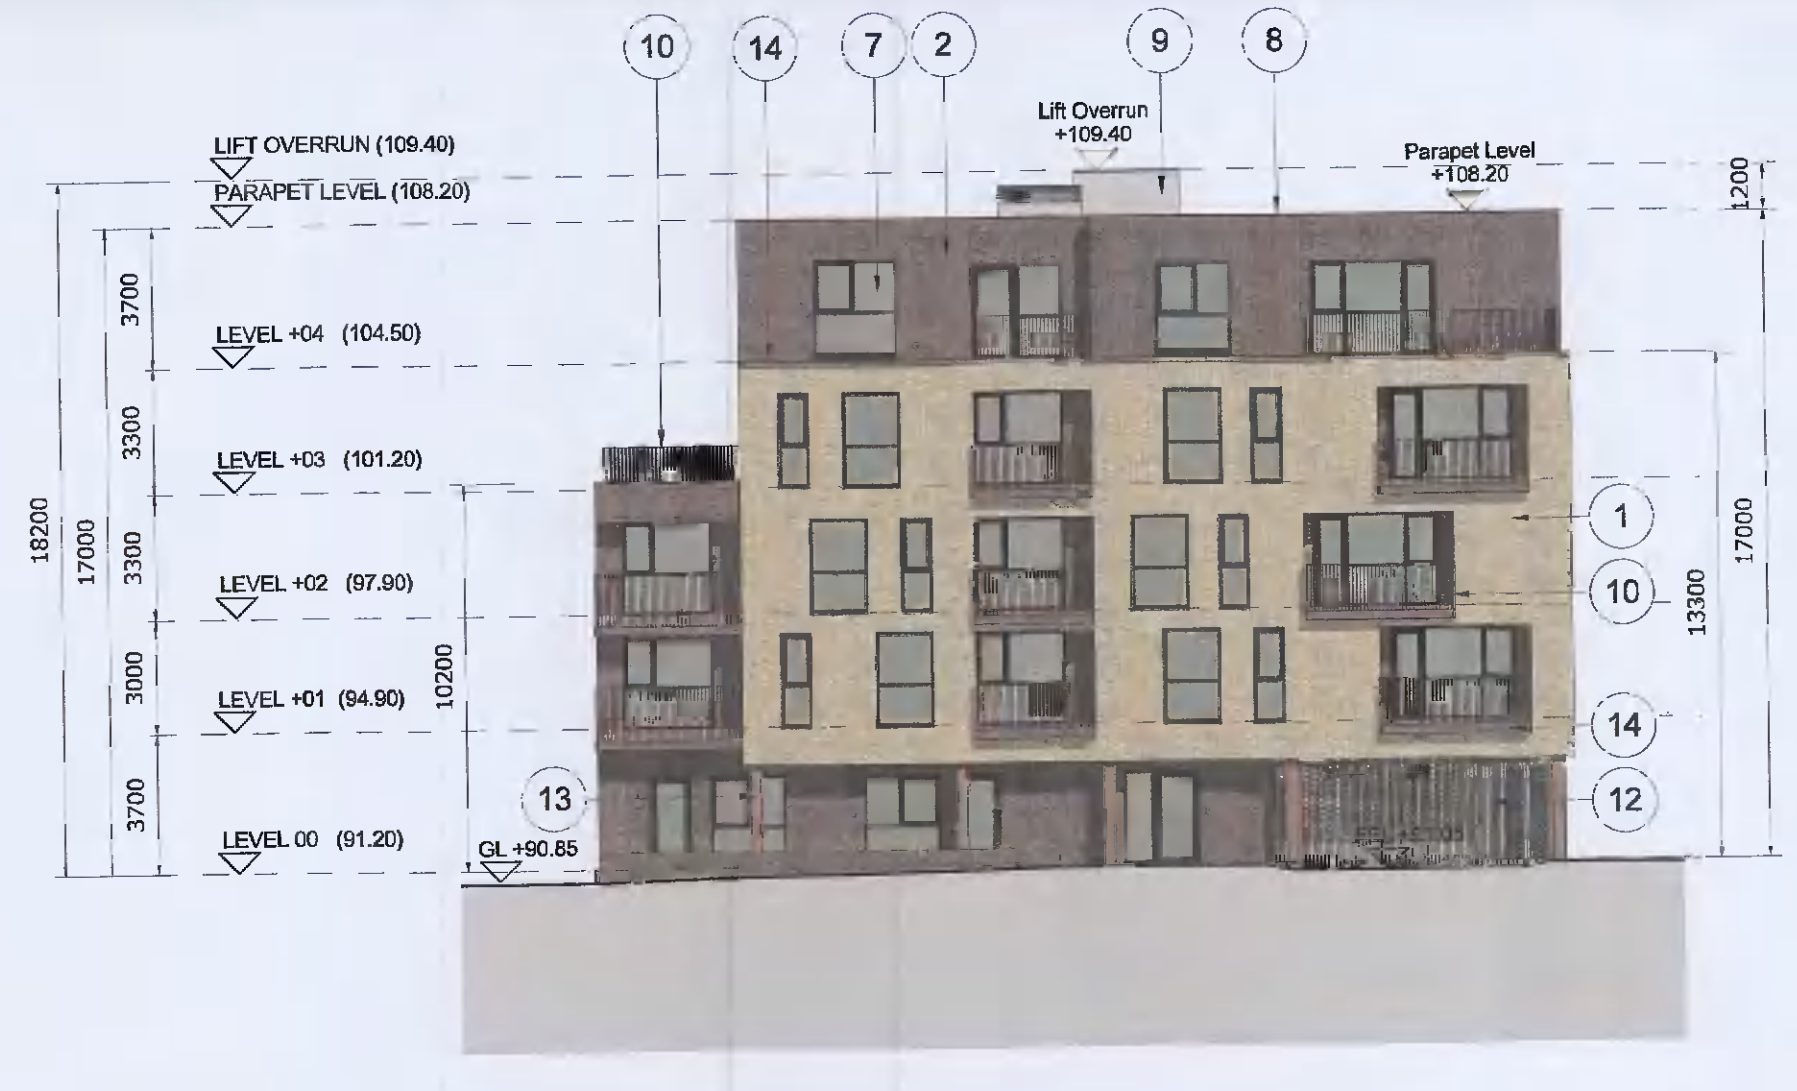 10
14
7
2
9
8
Lift Overrun
+109.40
LIFT OVERRUN (109.40)
Parapet Level
+108.20
PARAPET LEVEL (108.20)
1200
3700
LEVEL +04 (104.50)
3300
LEVEL +03 (101.20)
18200
17000
3300
1
17000
LEVEL +02 (97.90)
10
13300
3000
10200
LEVEL +01 (94.90)
14
3700
13
12
LEVEL 00 (91.20)
GL +90.85